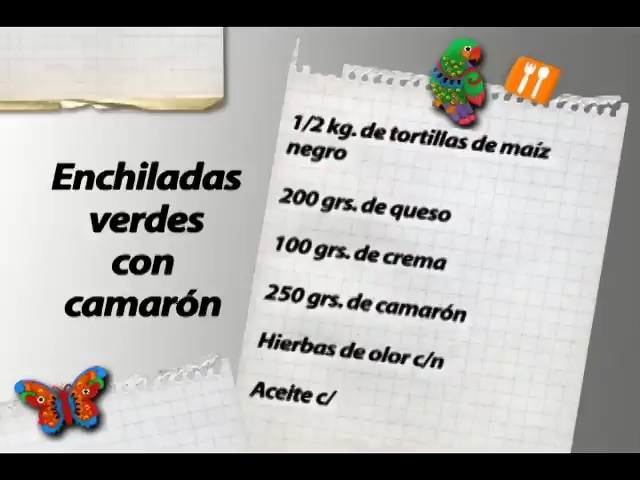 Enchiladas
verdes
con
camarón
1/2 kg. de tortillas de maíz
negro
200 grs. de queso
100 grs. de crema
250 grs. de camarón
Hierbas de olor c/n
Aceite c/